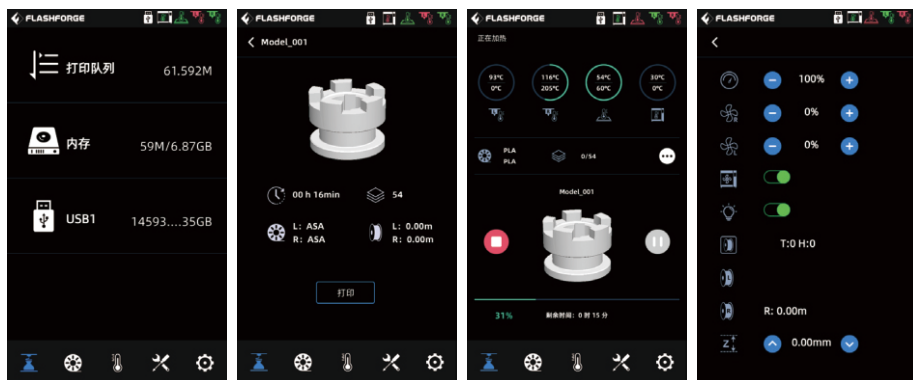 FLASHFORGE
打印队列 61.592M
内存 59M/6.87GB
USB1 14593....35GB
FLASHFORGE
Model_001
00 h 16min 54
L: ASA L: 0.00m
R: ASA R: 0.00m
打印
FLASHFORGE
正在加热
93℃ 116℃ 54℃ 30℃
0℃ 205℃ 60℃ 0℃
PLA
PLA
0/54
Model_001
31% 剩余时间: 0 时 15 分
FLASHFORGE
100%
R 0%
0%
T:0 H:0
L
R: 0.00m
Z 0.00mm